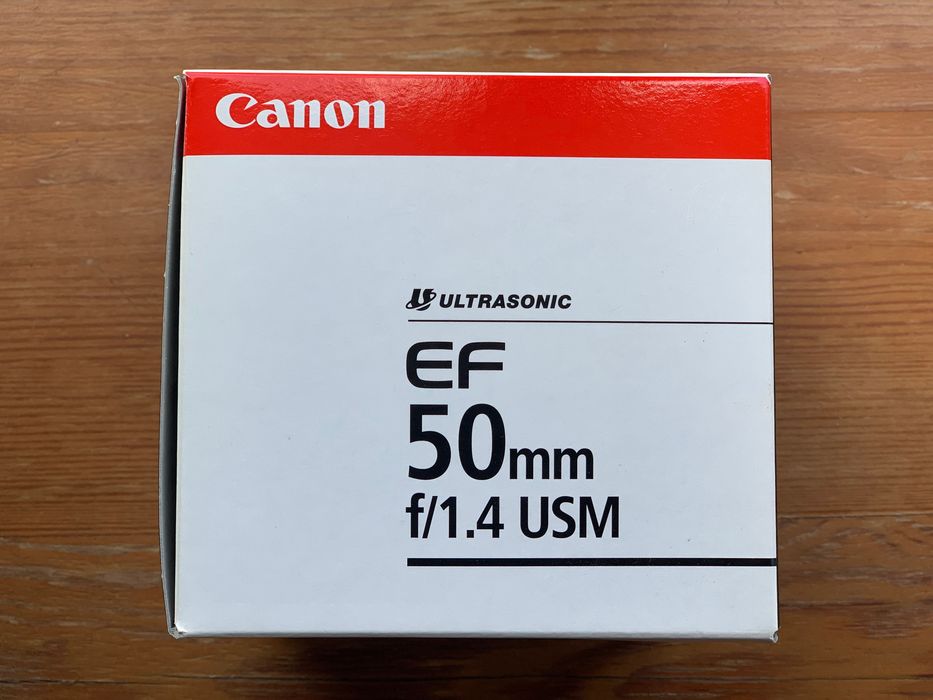 Canon
ULTRASONIC
EF
50mm
f/1.4 USM